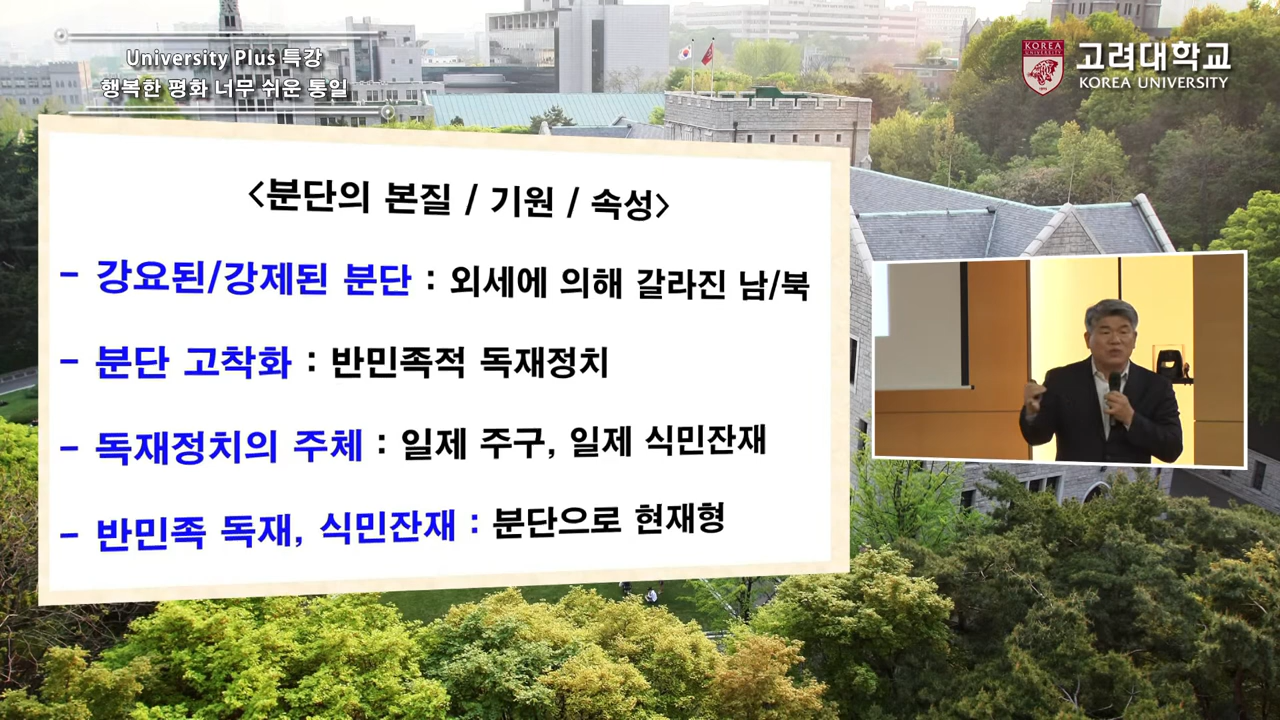 University Plus 특강
행복한 평화 너무 쉬운 통일
KOREA
UNIVERSITY
고려대학교
KOREA UNIVERSITY
<분단의 본질 / 기원 / 속성>
- 강요된/강제된 분단 : 외세에 의해 갈라진 남/북
- 분단 고착화 : 반민족적 독재정치
- 독재정치의 주체 : 일제 주구, 일제 식민잔재
- 반민족 독재, 식민잔재 : 분단으로 현재형